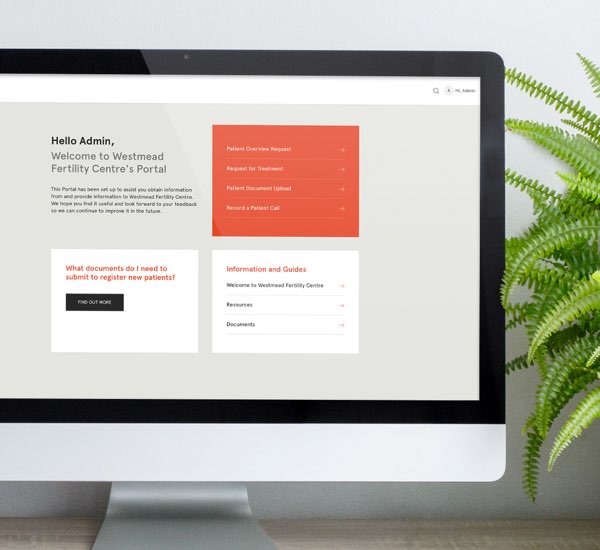 A Hi, Admin
Hello Admin,
Welcome to Westmead
Fertility Centre's Portal
This Portal has been set up to assist you obtain information
from and provide information to Westmead Fertility Centre.
We hope you find it useful and look forward to your feedback
so we can continue to improve it in the future.
Patient Overview Request
Request for Treatment
Patient Document Upload
Record a Patient Call
What documents do I need to
submit to register new patients?
FIND OUT MORE
Information and Guides
Welcome to Westmead Fertility Centre
Resources
Documents